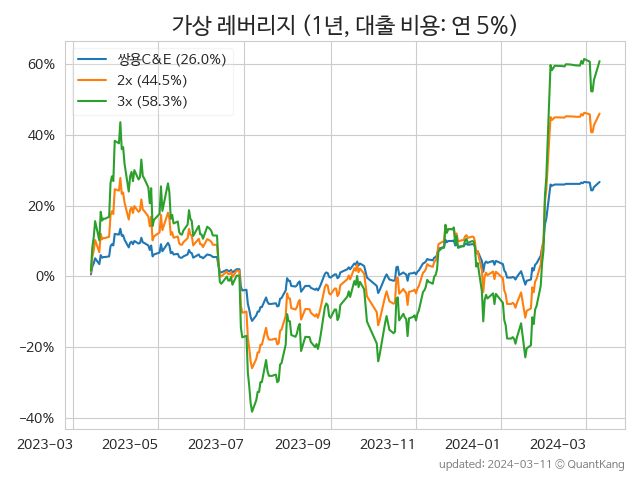 가상 레버리지 (1년, 대출 비용: 연 5%)
쌍용C&E (26.0%)
2x (44.5%)
3x (58.3%)
60%
40%
20%
0%
−20%
−40%
2023-03 2023-05 2023-07 2023-09 2023-11 2024-01 2024-03
updated: 2024-03-11 © QuantKang